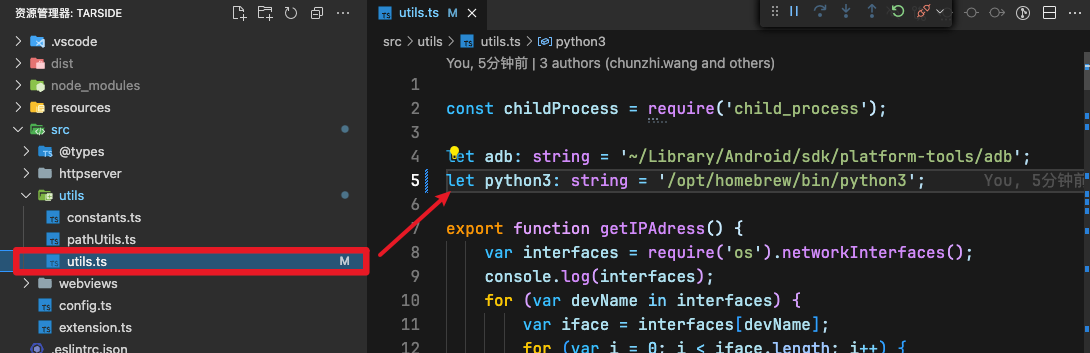 资源管理器: TARSIDE
.vscode
dist
node_modules
resources
src
@types
httpserver
utils
constants.ts
pathUtils.ts
utils.ts M
webviews
config.ts
extension.ts
.eslintrc.json
utils.ts M
src > utils > utils.ts > python3
You, 5分钟前 | 3 authors (chunzhi.wang and others)
1
2 const childProcess = require('child_process');
3
4 let adb: string = '~/Library/Android/sdk/platform-tools/adb';
5 let python3: string = '/opt/homebrew/bin/python3'; You, 5分钟前
6
7 export function getIPAdress() {
8 var interfaces = require('os').networkInterfaces();
9 console.log(interfaces);
10 for (var devName in interfaces) {
11 var iface = interfaces[devName];
12 for (var i = 0; i < iface.length; i++) {